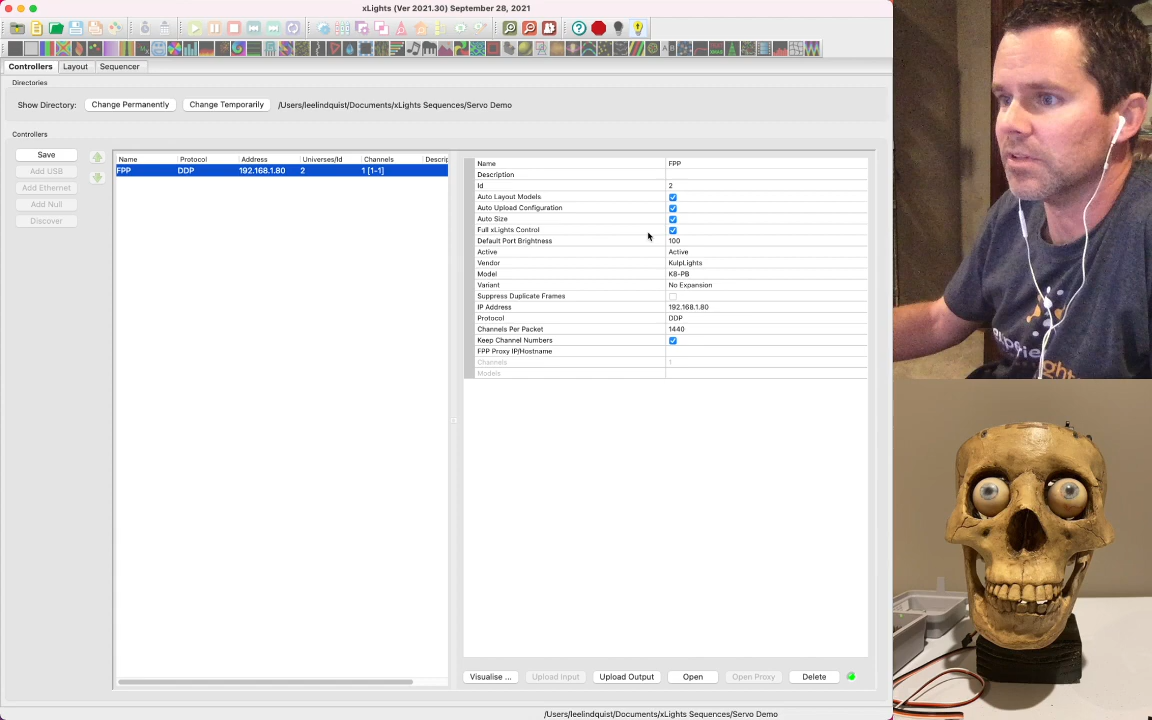 xLights (Ver 2021.30) September 28, 2021
Controllers Layout Sequencer
Directories
Show Directory: Change Permanently Change Temporarily /Users/leelindquist/Documents/xLights Sequences/Servo Demo
Controllers
Save
Add USB
Add Ethernet
Add Null
Discover
Name Protocol Address Universes/Id Channels Descrip
FPP DDP 192.168.1.80 2 1 [1-1]
Name FPP
Description
Id 2
Auto Layout Models
Auto Upload Configuration
Auto Size
Full xLights Control
Default Port Brightness 100
Active Active
Vendor KulpLights
Model K8-PB
Variant No Expansion
Suppress Duplicate Frames
IP Address 192.168.1.80
Protocol DDP
Channels Per Packet 1440
Keep Channel Numbers
FPP Proxy IP/Hostname
Channels 1
Models
Visualise ... Upload Input Upload Output Open Open Proxy Delete
/Users/leelindquist/Documents/xLights Sequences/Servo Demo